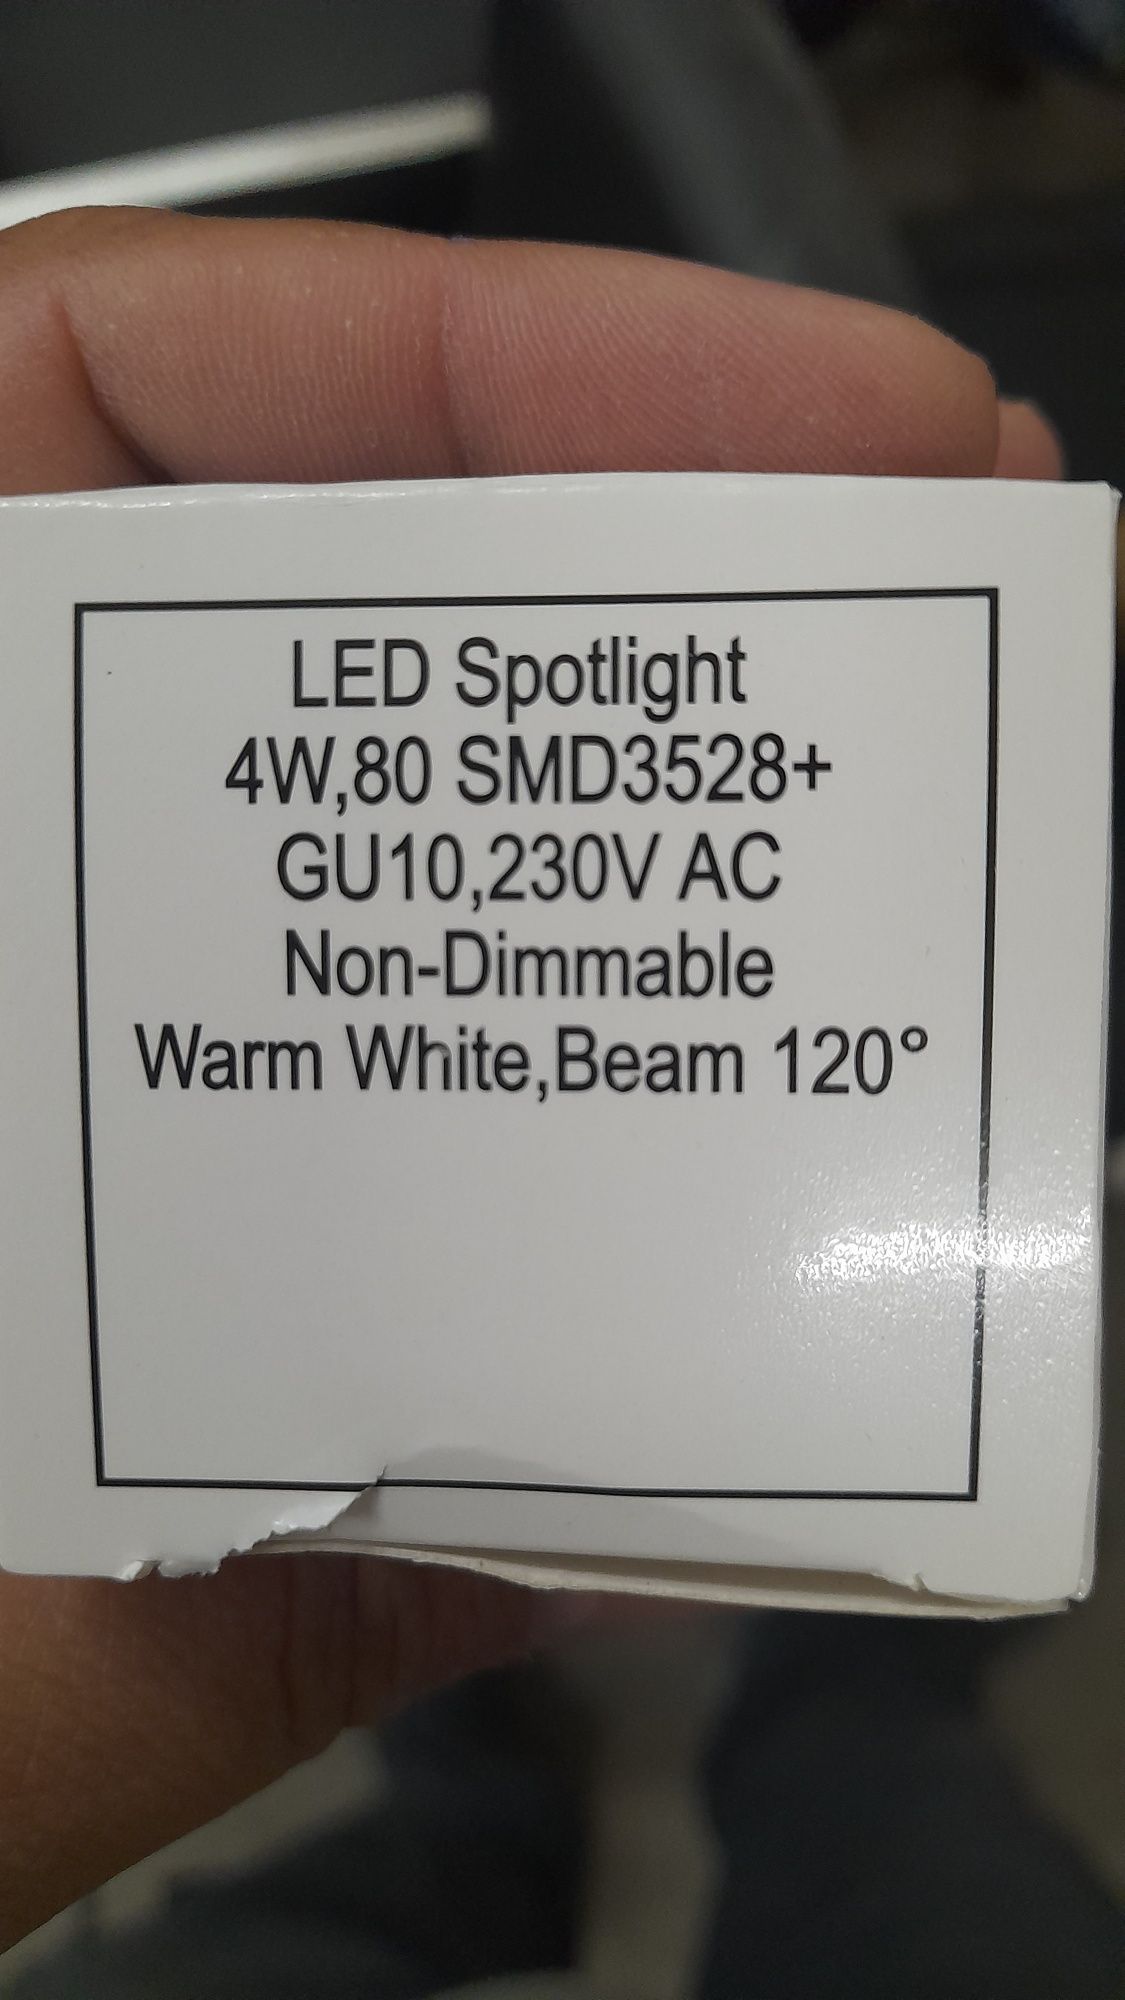 LED Spotlight
4W,80 SMD3528+
GU10,230V AC
Non-Dimmable
Warm White,Beam 120°